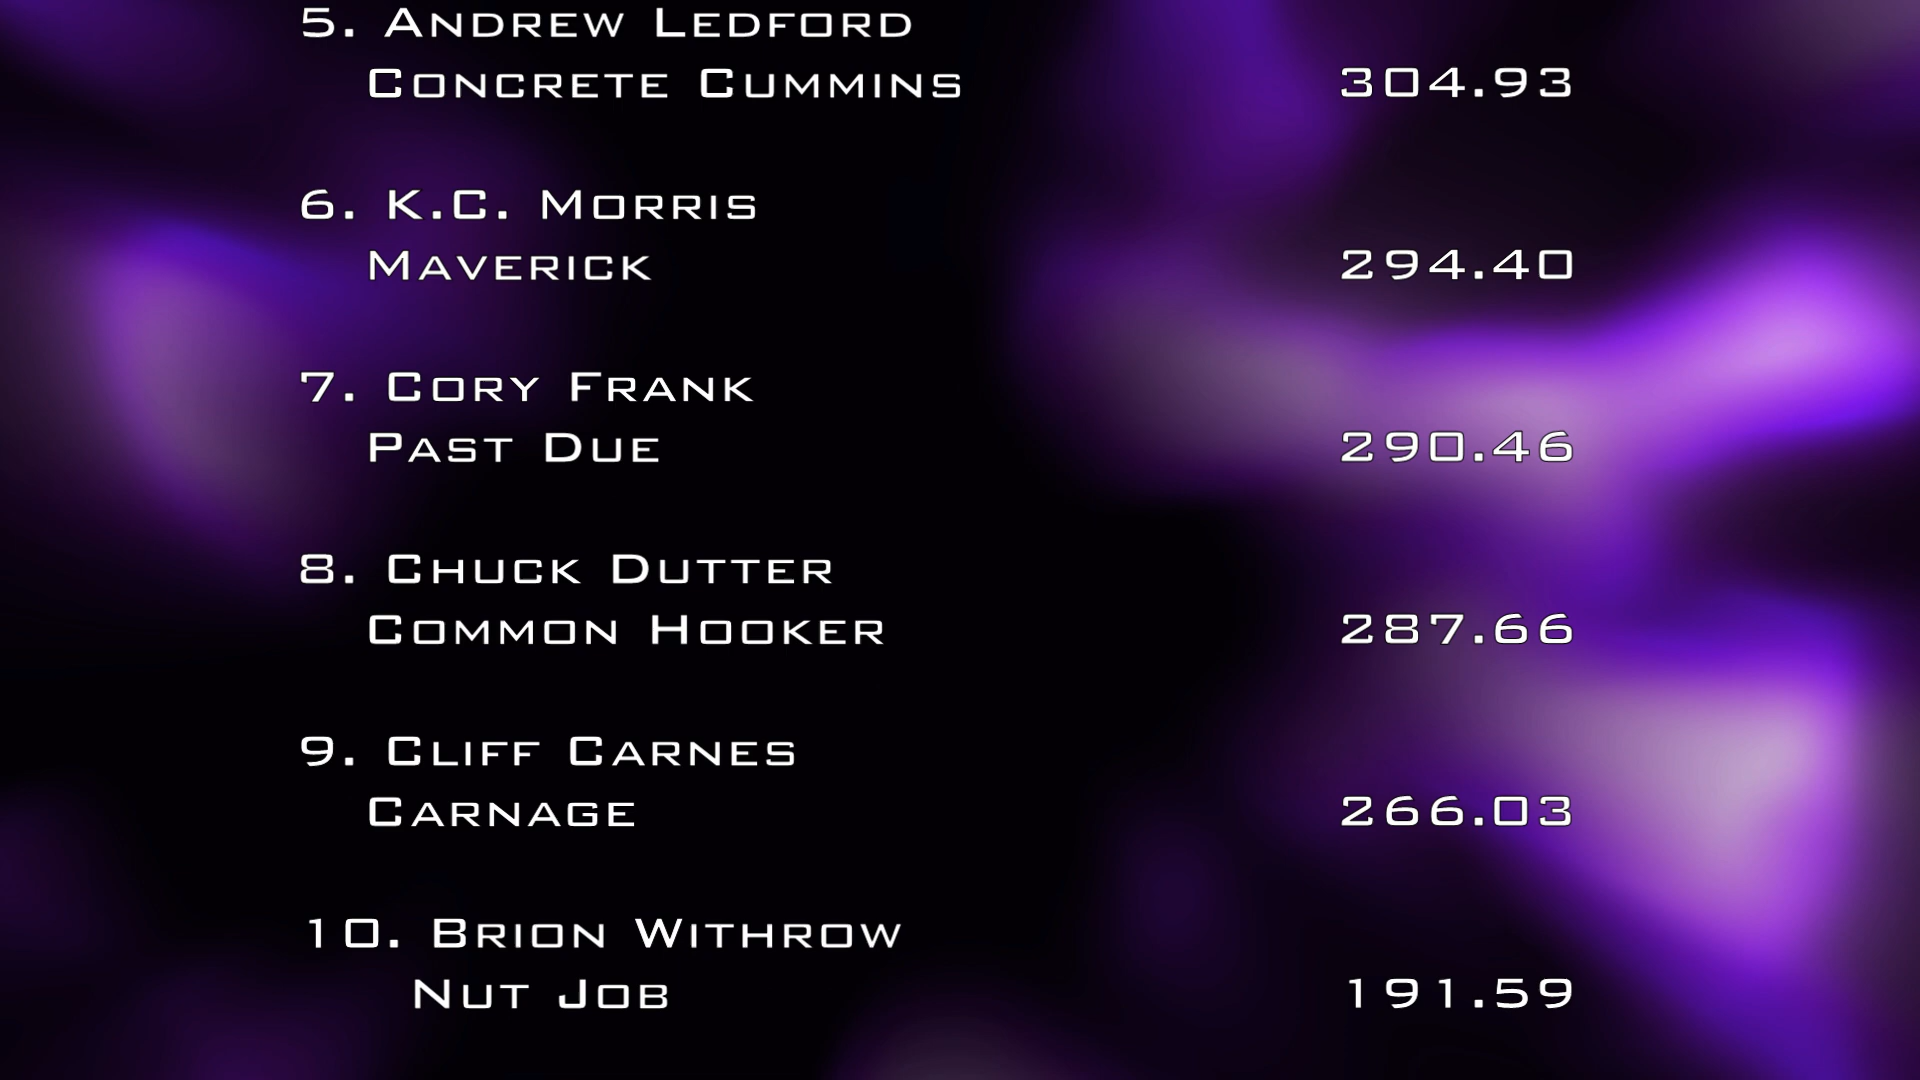 5. Andrew Ledford
Concrete Cummins 304.93
6. K.C. Morris
Maverick 294.40
7. Cory Frank
Past Due 290.46
8. Chuck Dutter
Common Hooker 287.66
9. Cliff Carnes
Carnage 266.03
10. Brion Withrow
Nut Job 191.59